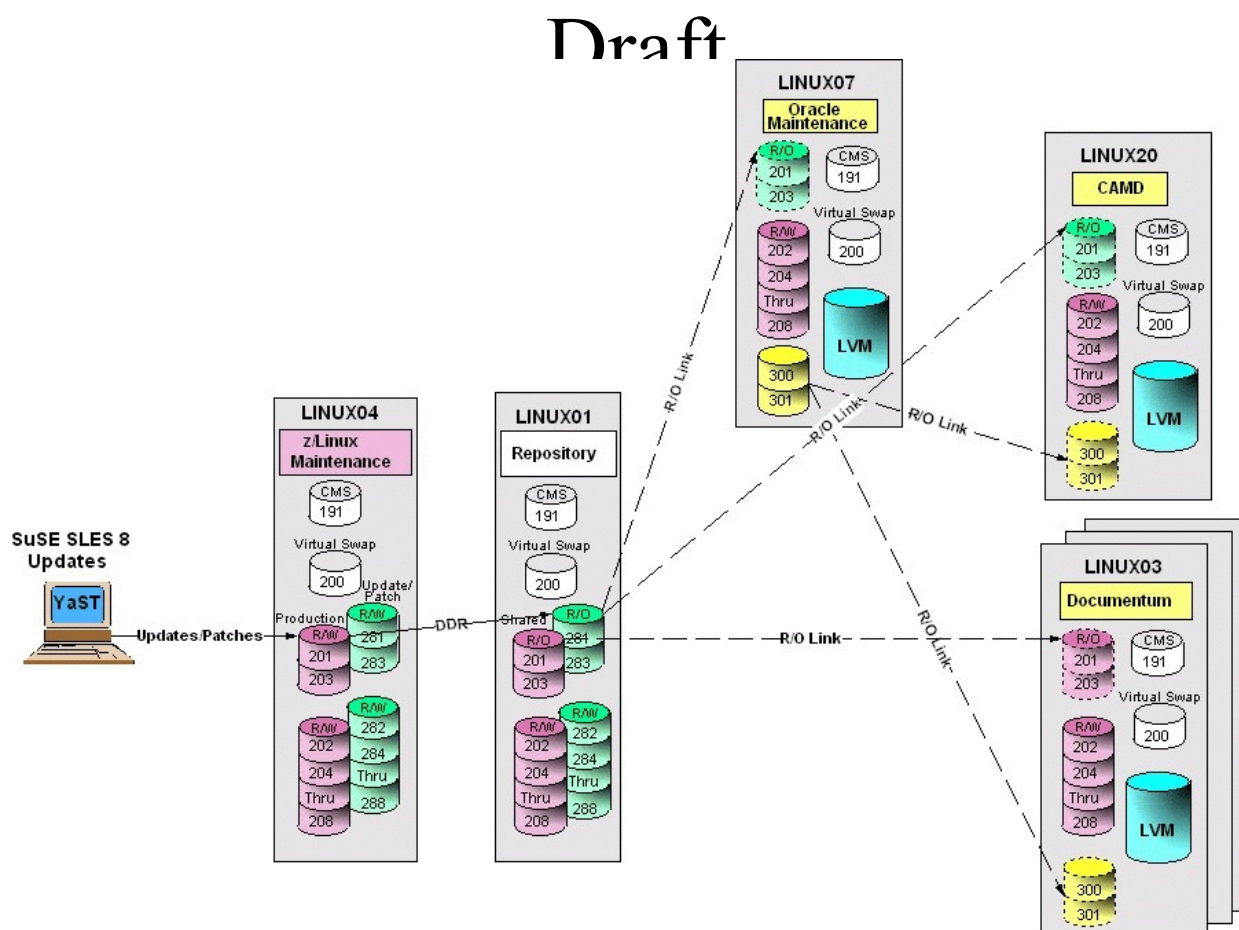 Draft
LINUX07
Oracle
Maintenance
R/O
201
203
CMS
191
Virtual Swap
200
R/W
202
204
Thru
208
LVM
300
301
LINUX20
CAMD
R/O
201
203
CMS
191
Virtual Swap
200
R/W
202
204
Thru
208
LVM
300
301
R/O Link
R/O Link
R/O Link
LINUX04
z/Linux
Maintenance
CMS
191
Virtual Swap
200
Update/
Patch
Production
R/W
281
283
R/W
201
203
R/W
282
284
Thru
288
R/W
202
204
Thru
208
LINUX01
Repository
CMS
191
Virtual Swap
200
Shared
R/O
281
283
R/O
201
203
R/W
282
284
Thru
288
R/W
202
204
Thru
208
SuSE SLES 8
Updates
YaST
Updates/Patches
DDR
R/O Link
R/O Link
LINUX03
Documentum
R/O
201
203
CMS
191
Virtual Swap
200
R/W
202
204
Thru
208
LVM
300
301